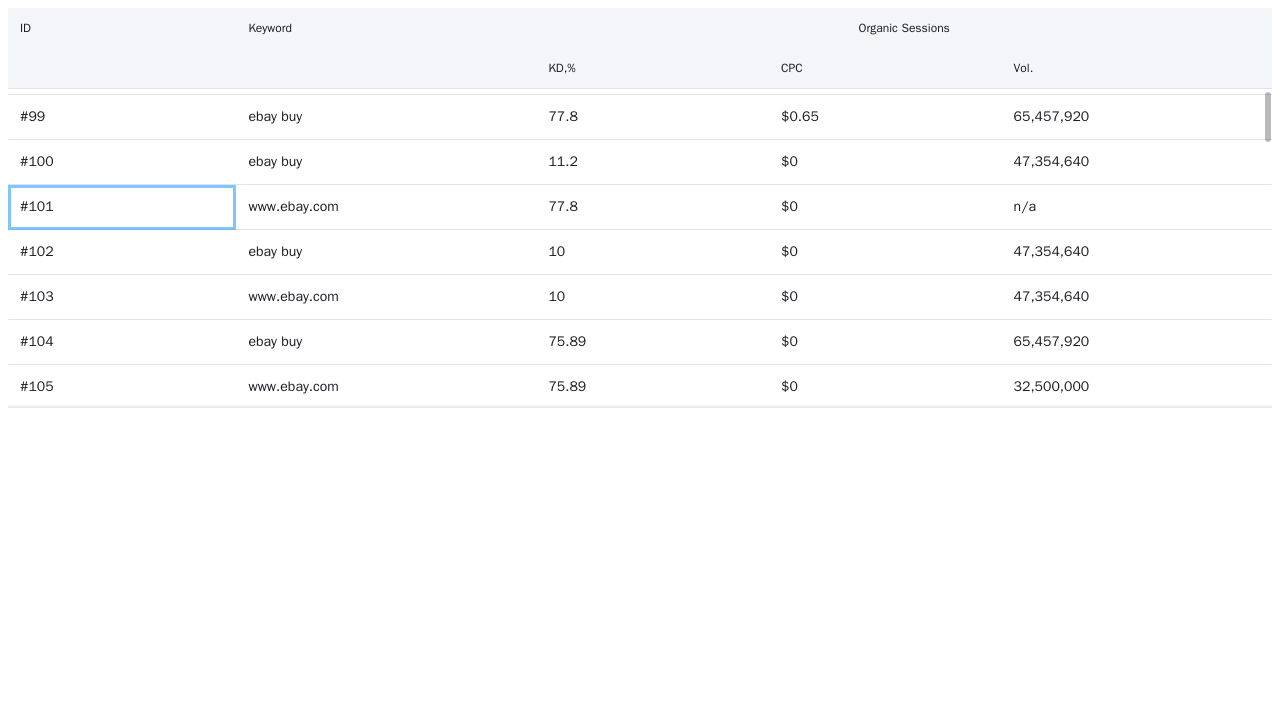 ID Keyword Organic Sessions
KD,% CPC Vol.
#99 ebay buy 77.8 $0.65 65,457,920
#100 ebay buy 11.2 $0 47,354,640
#101 www.ebay.com 77.8 $0 n/a
#102 ebay buy 10 $0 47,354,640
#103 www.ebay.com 10 $0 47,354,640
#104 ebay buy 75.89 $0 65,457,920
#105 www.ebay.com 75.89 $0 32,500,000